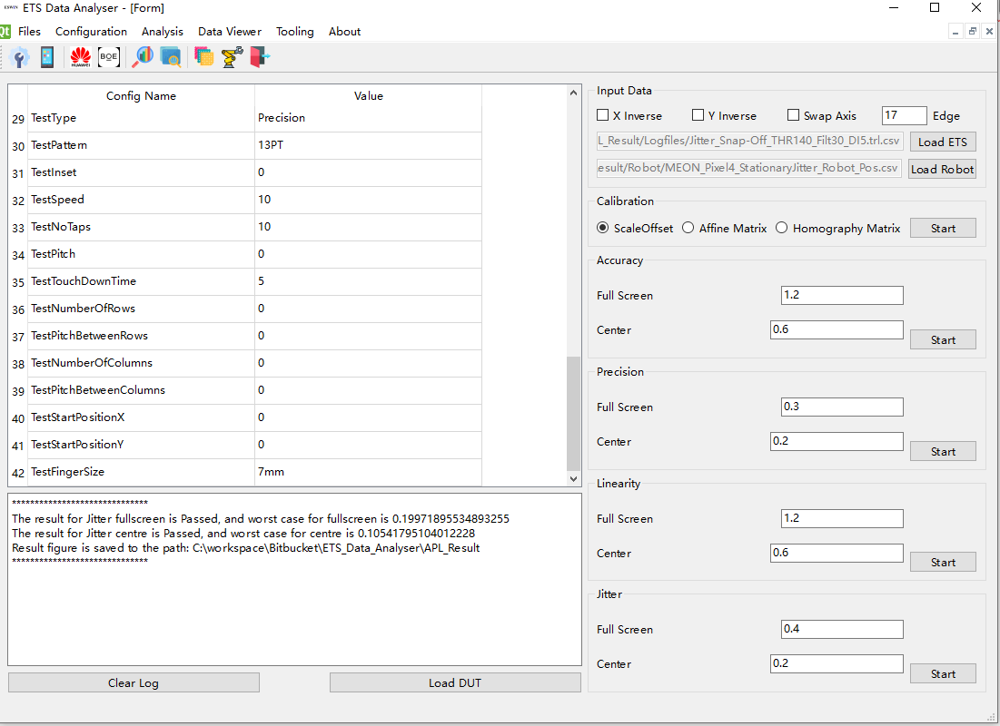 ESWIN ETS Data Analyser - [Form]
Qt Files Configuration Analysis Data Viewer Tooling About
HUAWEI BOE
Config Name Value
29 TestType Precision
30 TestPattern 13PT
31 TestInset 0
32 TestSpeed 10
33 TestNoTaps 10
34 TestPitch 0
35 TestTouchDownTime 5
36 TestNumberOfRows 0
37 TestPitchBetweenRows 0
38 TestNumberOfColumns 0
39 TestPitchBetweenColumns 0
40 TestStartPositionX 0
41 TestStartPositionY 0
42 TestFingerSize 7mm
******************************
The result for Jitter fullscreen is Passed, and worst case for fullscreen is 0.19971895534893255
The result for Jitter centre is Passed, and worst case for centre is 0.10541795104012228
Result figure is saved to the path: C:\workspace\Bitbucket\ETS_Data_Analyser\APL_Result
******************************
Clear Log Load DUT
Input Data
X Inverse Y Inverse Swap Axis 17 Edge
L_Result/Logfiles/Jitter_Snap-Off_THR140_Filt30_DI5.trl.csv Load ETS
esult/Robot/MEON_Pixel4_StationaryJitter_Robot_Pos.csv Load Robot
Calibration
ScaleOffset Affine Matrix Homography Matrix Start
Accuracy
Full Screen 1.2
Center 0.6 Start
Precision
Full Screen 0.3
Center 0.2 Start
Linearity
Full Screen 1.2
Center 0.6 Start
Jitter
Full Screen 0.4
Center 0.2 Start